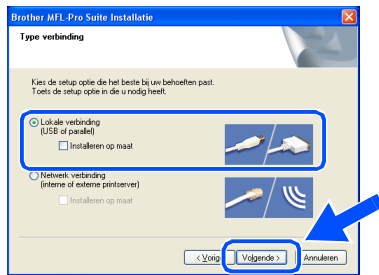 Brother MFL-Pro Suite Installatie
Type verbinding
Kies de setup optie die het beste bij uw behoeften past.
Toets de setup optie in die u nodig heeft.
Lokale verbinding
(USB of parallel)
Installeren op maat
Netwerk verbinding
(interne of externe printserver)
Installeren op maat
< Vorig Volgende > Annuleren